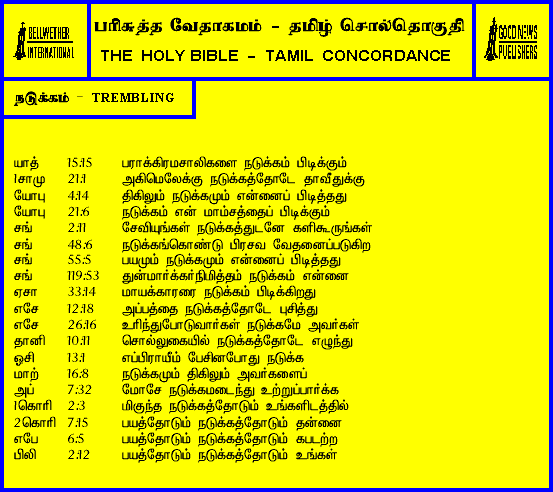 BELLWETHER
INTERNATIONAL
பரிசுத்த வேதாகமம் - தமிழ் சொல்தொகுதி
THE HOLY BIBLE - TAMIL CONCORDANCE
GOOD NEWS
PUBLISHERS
நடுக்கம் - TREMBLING
யாத் 15:15 பராக்கிரமசாலிகளை நடுக்கம் பிடிக்கும்
1சாமு 21:1 அகிமெலேக்கு நடுக்கத்தோடே தாவீதுக்கு
யோபு 4:14 திகிலும் நடுக்கமும் என்னைப் பிடித்தது
யோபு 21:6 நடுக்கம் என் மாம்சத்தைப் பிடிக்கும்
சங் 2:11 சேவியுங்கள் நடுக்கத்துடனே களிகூருங்கள்
சங் 48:6 நடுக்கங்கொண்டு பிரசவ வேதனைப்படுகிற
சங் 55:5 பயமும் நடுக்கமும் என்னைப் பிடித்தது
சங் 119:53 துன்மார்க்கர்நிமித்தம் நடுக்கம் என்னை
ஏசா 33:14 மாயக்காரரை நடுக்கம் பிடிக்கிறது
எசே 12:18 அப்பத்தை நடுக்கத்தோடே புசித்து
எசே 26:16 உரிந்துபோடுவார்கள் நடுக்கமே அவர்கள்
தானி 10:11 சொல்லுகையில் நடுக்கத்தோடே எழுந்து
ஓசி 13:1 எப்பிராயீம் பேசினபோது நடுக்க
மாற் 16:8 நடுக்கமும் திகிலும் அவர்களைப்
அப் 7:32 மோசே நடுக்கமடைந்து உற்றுப்பார்க்க
1கொரி 2:3 மிகுந்த நடுக்கத்தோடும் உங்களிடத்தில்
2கொரி 7:15 பயத்தோடும் நடுக்கத்தோடும் தன்னை
எபே 6:5 பயத்தோடும் நடுக்கத்தோடும் கபடற்ற
பிலி 2:12 பயத்தோடும் நடுக்கத்தோடும் உங்கள்